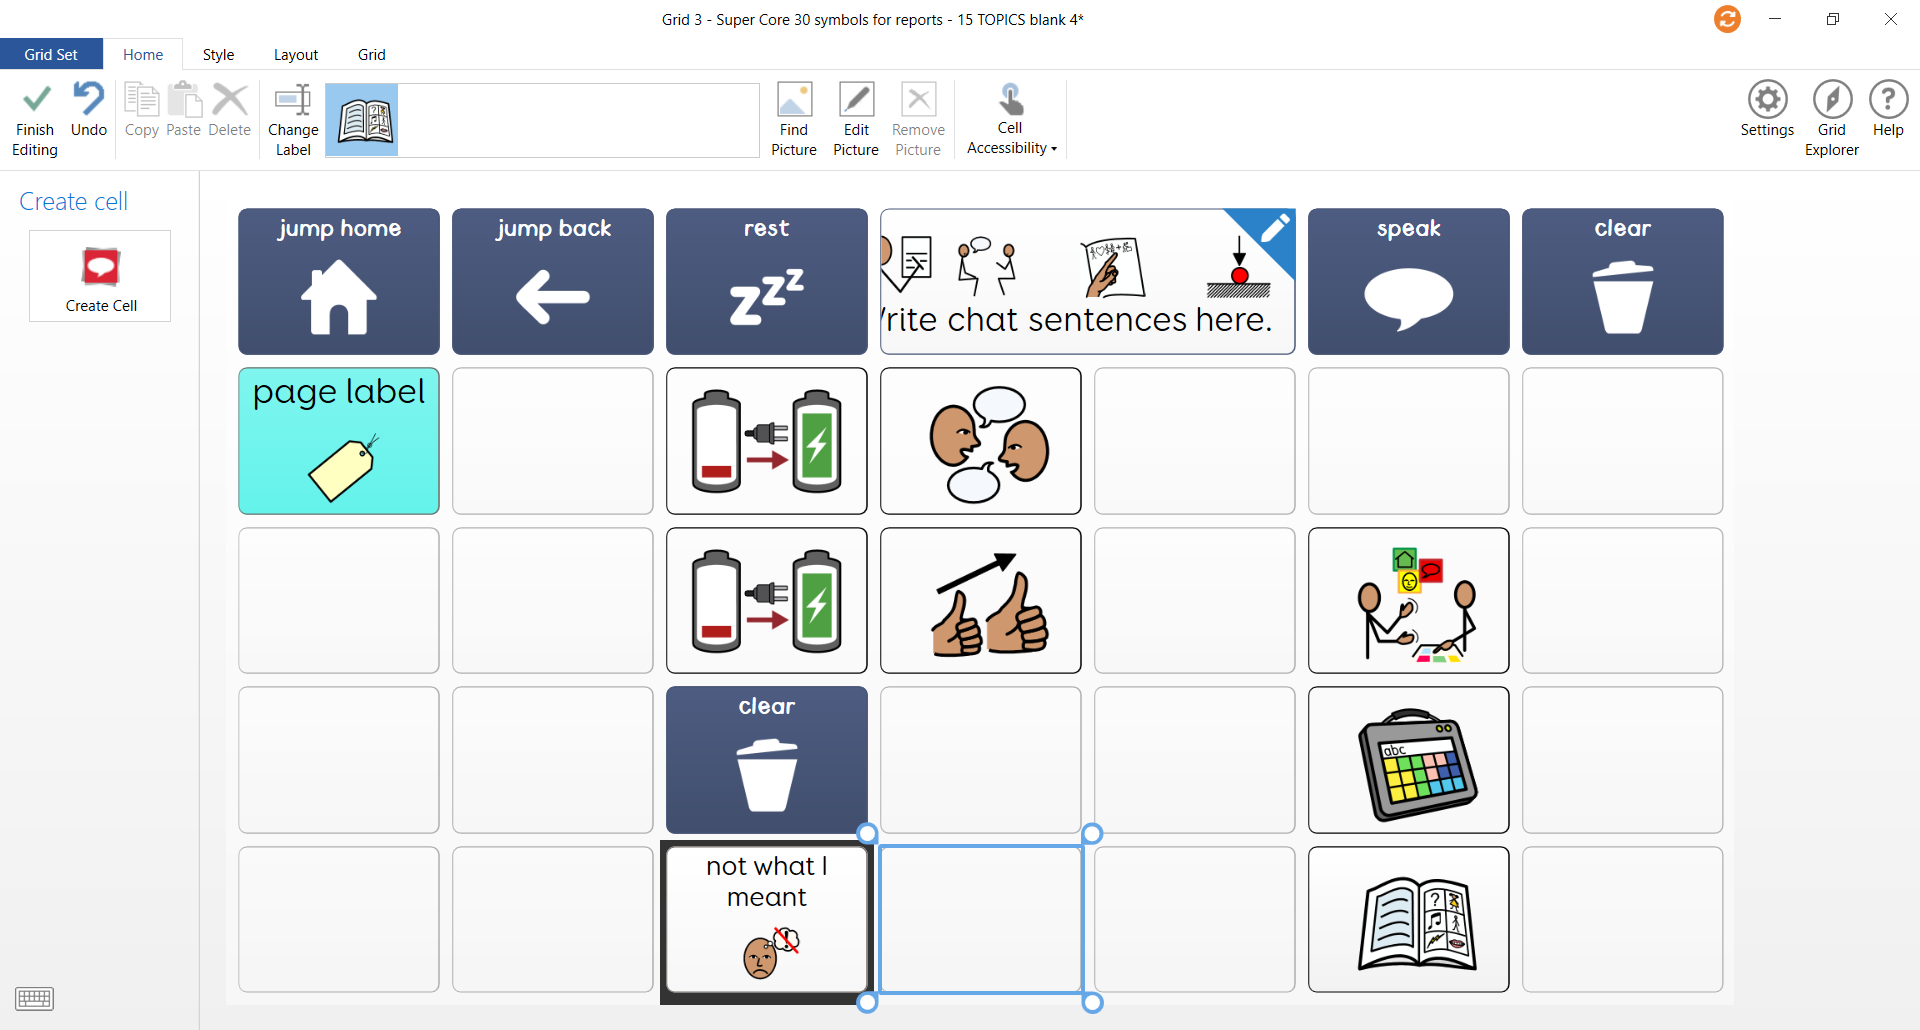 Grid 3 - Super Core 30 symbols for reports - 15 TOPICS blank 4*
Grid Set
Home
Style
Layout
Grid
Finish
Editing
Undo
Copy
Paste
Delete
Change
Label
Find
Picture
Edit
Picture
Remove
Picture
Cell
Accessibility
Settings
Grid
Explorer
Help
Create cell
Create Cell
jump home
jump back
rest
zzz
rite chat sentences here.
speak
clear
page label
clear
abc
not what I
meant